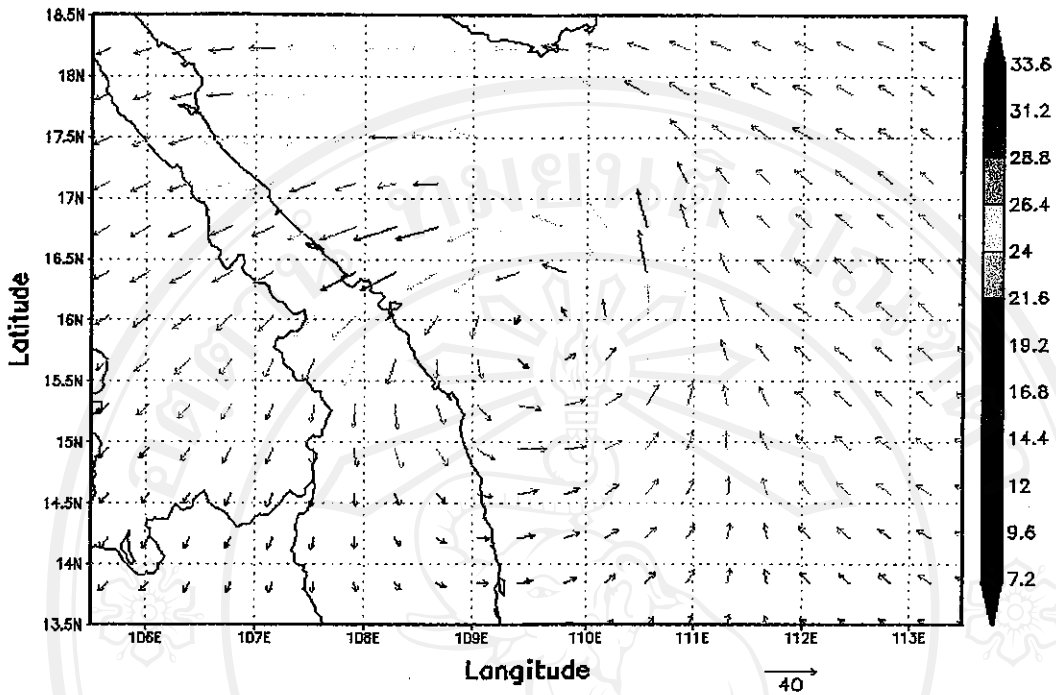 18.5N
18N
17.5N
17N
16.5N
16N
15.5N
15N
14.5N
14N
13.5N
Latitude
106E
107E
108E
109E
110E
111E
112E
113E
Longitude
40
33.6
31.2
28.8
26.4
24
21.6
19.2
16.8
14.4
12
9.6
7.2